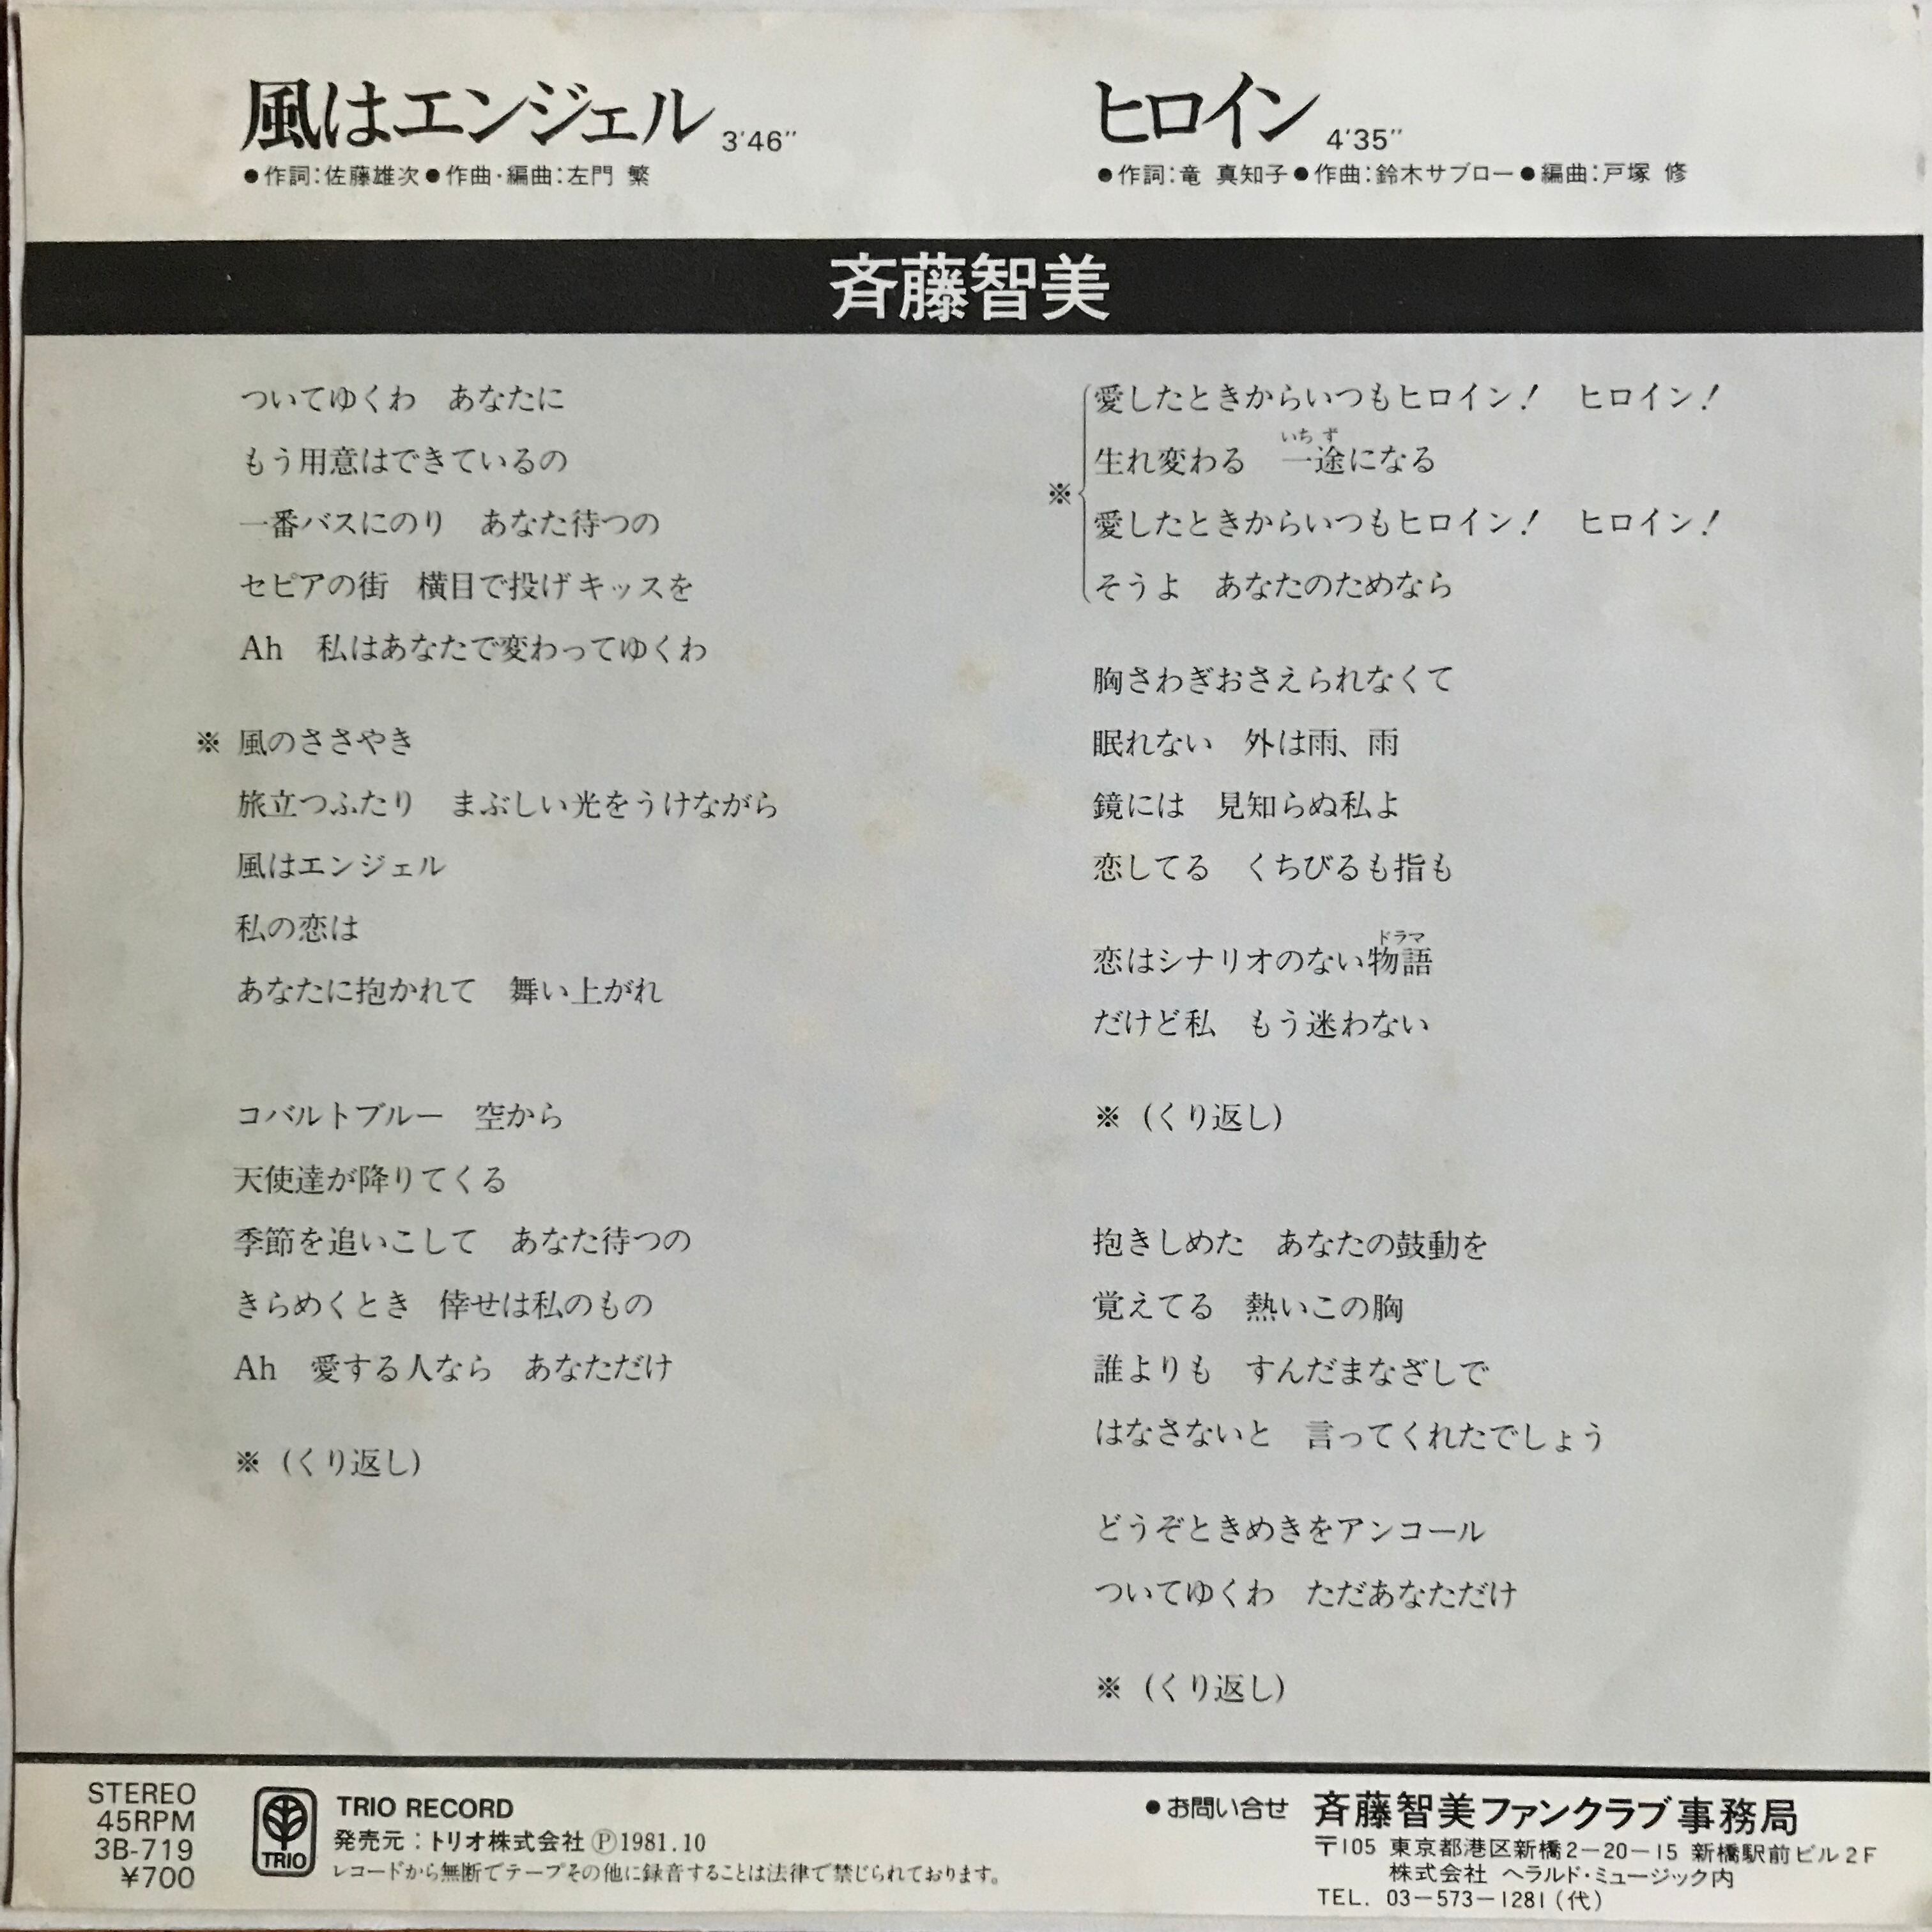 風はエンジェル 3'46''
●作詞：佐藤雄次●作曲・編曲：左門 繁
ヒロイン 4'35''
●作詞：竜 真知子●作曲：鈴木サブロー●編曲：戸塚 修
斉藤智美
ついてゆくわ　あなたに
もう用意はできているの
一番バスにのり　あなた待つの
セピアの街　横目で投げキッスを
Ah　私はあなたで変わってゆくわ
※ 風のささやき
旅立つふたり　まぶしい光をうけながら
風はエンジェル
私の恋は
あなたに抱かれて　舞い上がれ
コバルトブルー　空から
天使達が降りてくる
季節を追いこして　あなた待つの
きらめくとき　倖せは私のもの
Ah　愛する人なら　あなただけ
※（くり返し）
愛したときからいつもヒロイン！　ヒロイン！
いちず
生れ変わる　一途になる
※
愛したときからいつもヒロイン！　ヒロイン！
そうよ　あなたのためなら
胸さわぎおさえられなくて
眠れない　外は雨、雨
鏡には　見知らぬ私よ
恋してる　くちびるも指も
ドラマ
恋はシナリオのない物語
だけど私　もう迷わない
※（くり返し）
抱きしめた　あなたの鼓動を
覚えてる　熱いこの胸
誰よりも　すんだまなざしで
はなさないと　言ってくれたでしょう
どうぞときめきをアンコール
ついてゆくわ　ただあなただけ
※（くり返し）
STEREO
45RPM
3B-719
¥700
TRIO
TRIO RECORD
発売元：トリオ株式会社 Ⓟ1981.10
レコードから無断でテープその他に録音することは法律で禁じられております。
●お問い合せ　斉藤智美ファンクラブ事務局
〒105 東京都港区新橋2－20－15 新橋駅前ビル2F
株式会社 ヘラルド・ミュージック内
TEL. 03－573－1281（代）